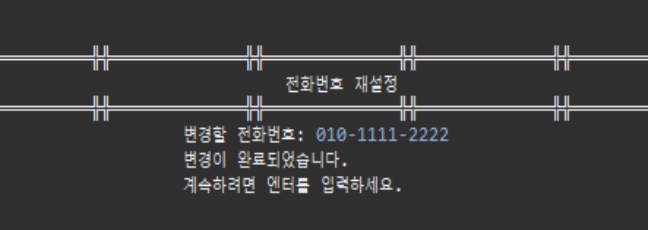 전화번호 재설정
변경할 전화번호: 010-1111-2222
변경이 완료되었습니다.
계속하려면 엔터를 입력하세요.